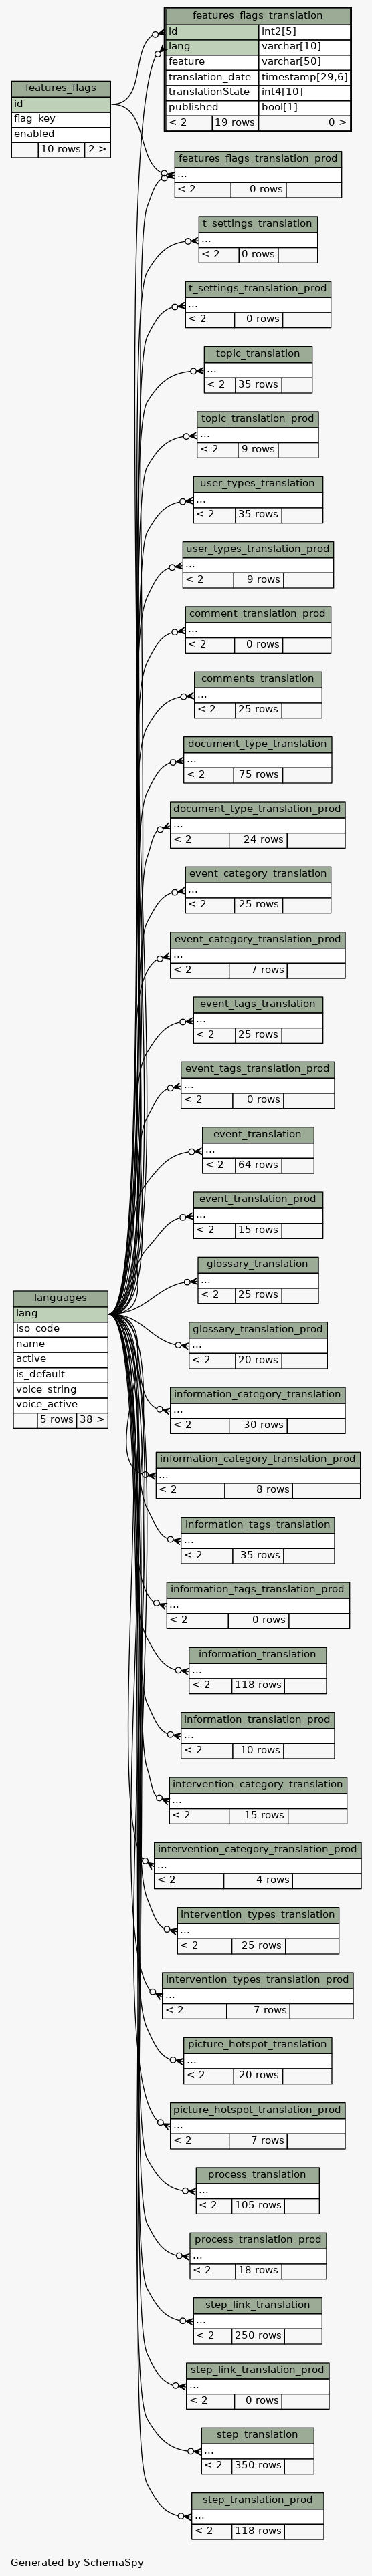 features_flags_translation
id int2[5]
lang varchar[10]
feature varchar[50]
translation_date timestamp[29,6]
translationState int4[10]
published bool[1]
< 2 19 rows 0 >
features_flags
id
flag_key
enabled
10 rows 2 >
features_flags_translation_prod
...
< 2 0 rows
t_settings_translation
...
< 2 0 rows
t_settings_translation_prod
...
< 2 0 rows
topic_translation
...
< 2 35 rows
topic_translation_prod
...
< 2 9 rows
user_types_translation
...
< 2 35 rows
user_types_translation_prod
...
< 2 9 rows
comment_translation_prod
...
< 2 0 rows
comments_translation
...
< 2 25 rows
document_type_translation
...
< 2 75 rows
document_type_translation_prod
...
< 2 24 rows
event_category_translation
...
< 2 25 rows
event_category_translation_prod
...
< 2 7 rows
event_tags_translation
...
< 2 25 rows
event_tags_translation_prod
...
< 2 0 rows
event_translation
...
< 2 64 rows
event_translation_prod
...
< 2 15 rows
glossary_translation
...
< 2 25 rows
languages
lang
iso_code
name
active
is_default
voice_string
voice_active
5 rows 38 >
glossary_translation_prod
...
< 2 20 rows
information_category_translation
...
< 2 30 rows
information_category_translation_prod
...
< 2 8 rows
information_tags_translation
...
< 2 35 rows
information_tags_translation_prod
...
< 2 0 rows
information_translation
...
< 2 118 rows
information_translation_prod
...
< 2 10 rows
intervention_category_translation
...
< 2 15 rows
intervention_category_translation_prod
...
< 2 4 rows
intervention_types_translation
...
< 2 25 rows
intervention_types_translation_prod
...
< 2 7 rows
picture_hotspot_translation
...
< 2 20 rows
picture_hotspot_translation_prod
...
< 2 7 rows
process_translation
...
< 2 105 rows
process_translation_prod
...
< 2 18 rows
step_link_translation
...
< 2 250 rows
step_link_translation_prod
...
< 2 0 rows
step_translation
...
< 2 350 rows
step_translation_prod
...
< 2 118 rows
Generated by SchemaSpy